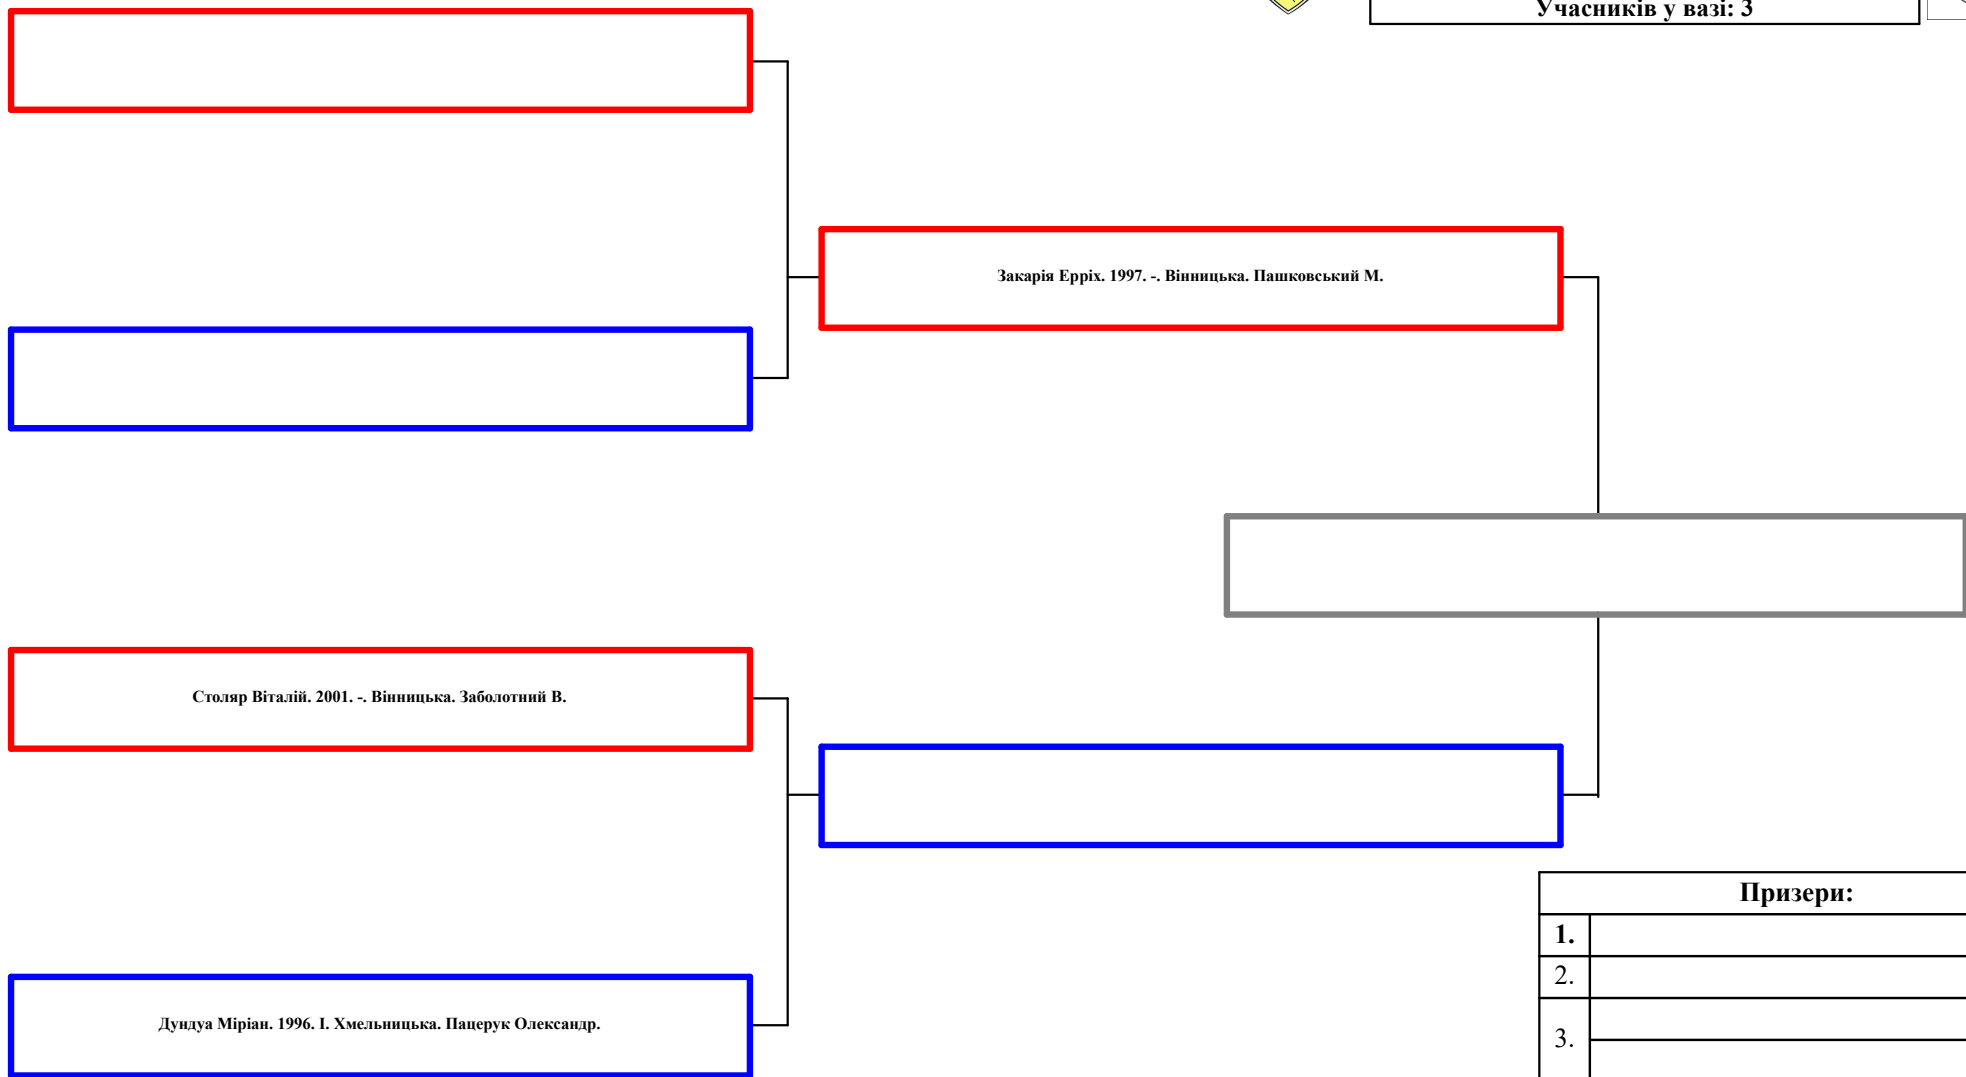 Учасників у вазі: 3
Закарія Ерріх. 1997. -. Вінницька. Пашковський М.
Столяр Віталій. 2001. -. Вінницька. Заболотний В.
Дундуа Міріан. 1996. І. Хмельницька. Пацерук Олександр.
Призери:
1.
2.
3.